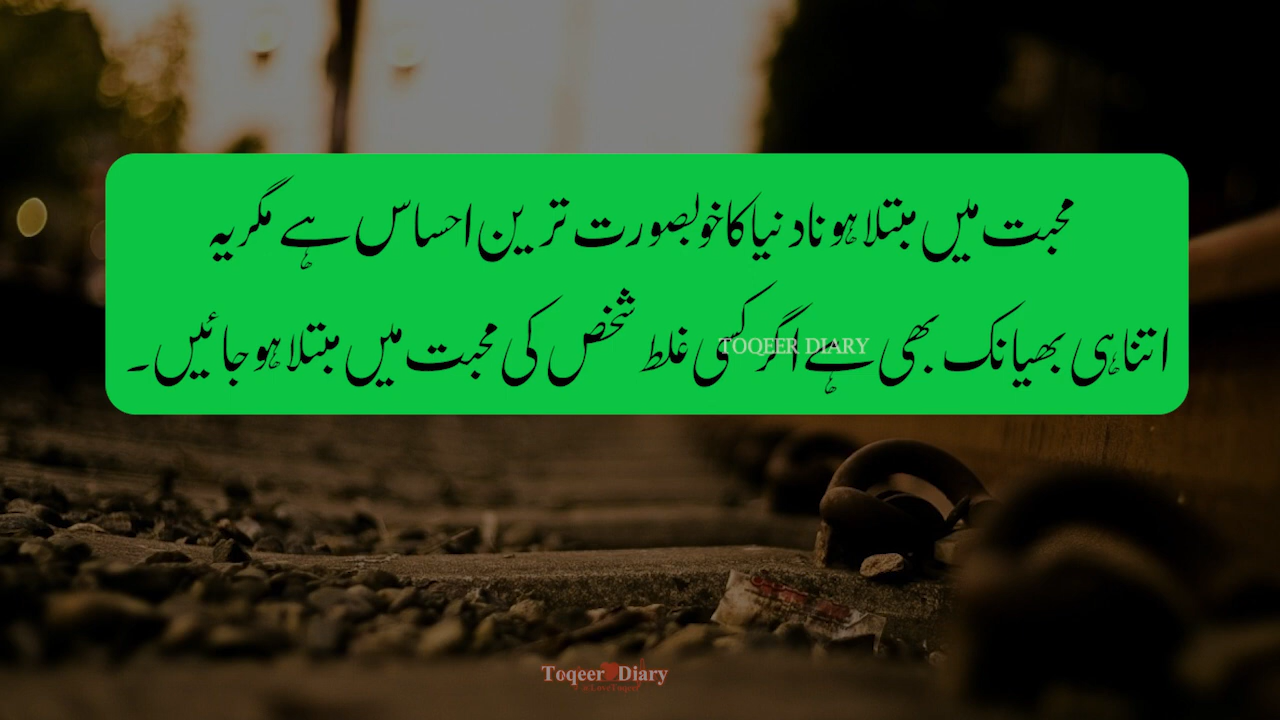 محبت میں مبتلا ہونا دنیا کا خوبصورت ترین احساس ہے مگر یہ
اتنا ہی بھیانک بھی ہے اگر کسی غلط شخص کی محبت میں مبتلا ہو جائیں۔
TOQEER DIARY
Toqeer Diary